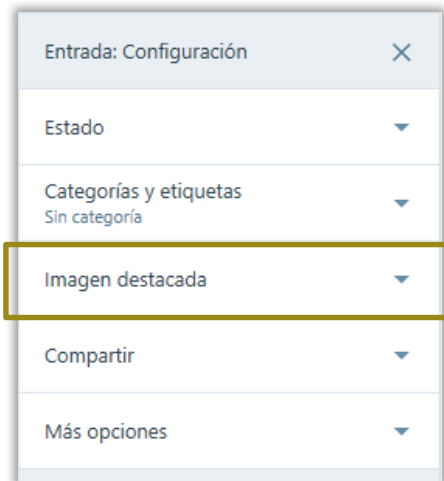 Entrada: Configuración
Estado
Categorías y etiquetas
Sin categoría
Imagen destacada
Compartir
Más opciones